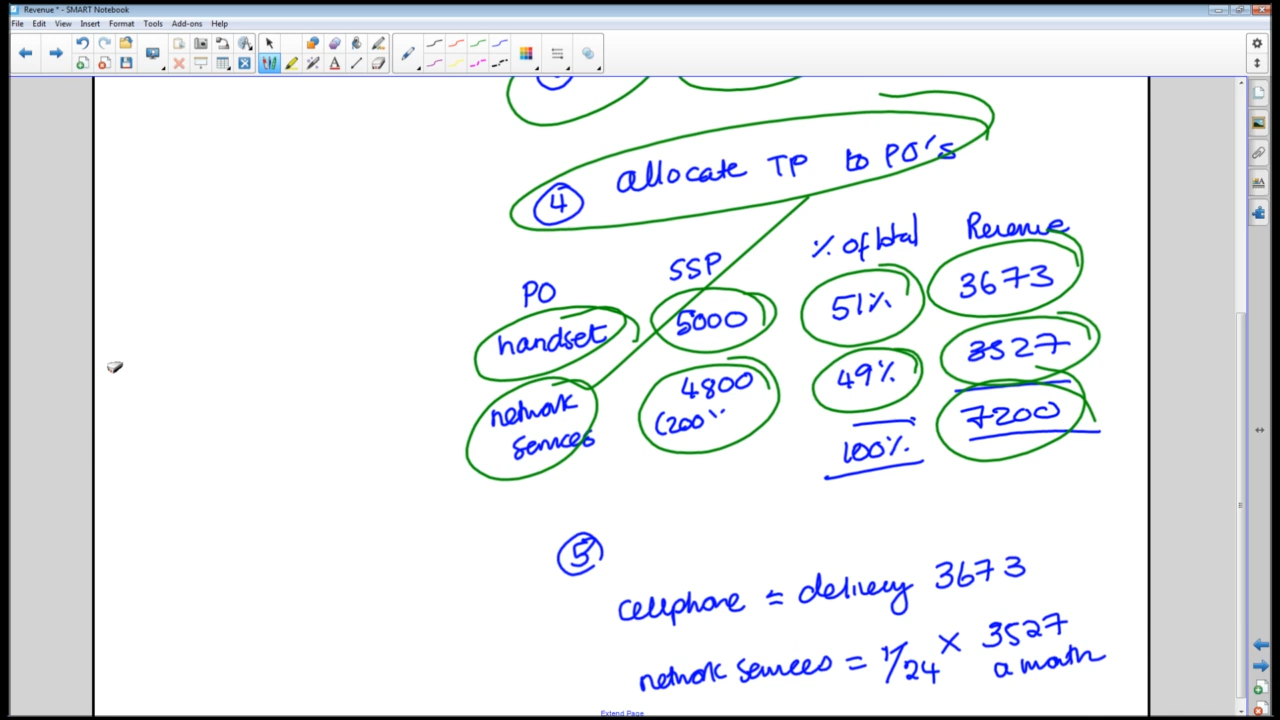 Revenue * - SMART Notebook
File Edit View Insert Format Tools Add-ons Help
④ allocate TP to PO's
PO SSP % of total Revenue
handset 5000 51% 3673
network services 4800 (200% 49% 3527
100% 7200
⑤
cellphone = delivery 3673
network services = 1/24 × 3527
a month
Extend Page